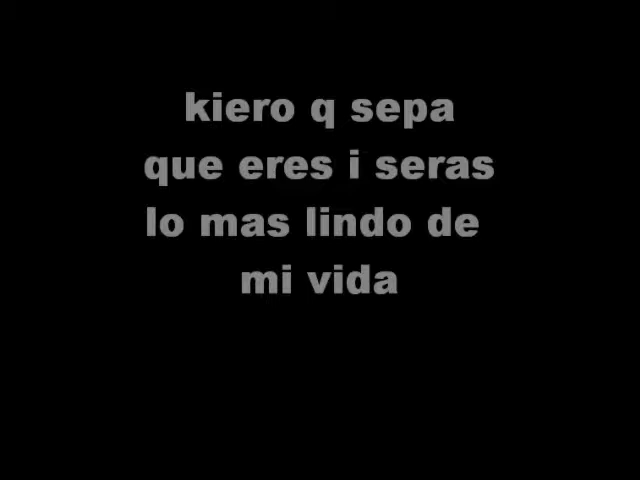 kiero q sepa
que eres i seras
lo mas lindo de
mi vida